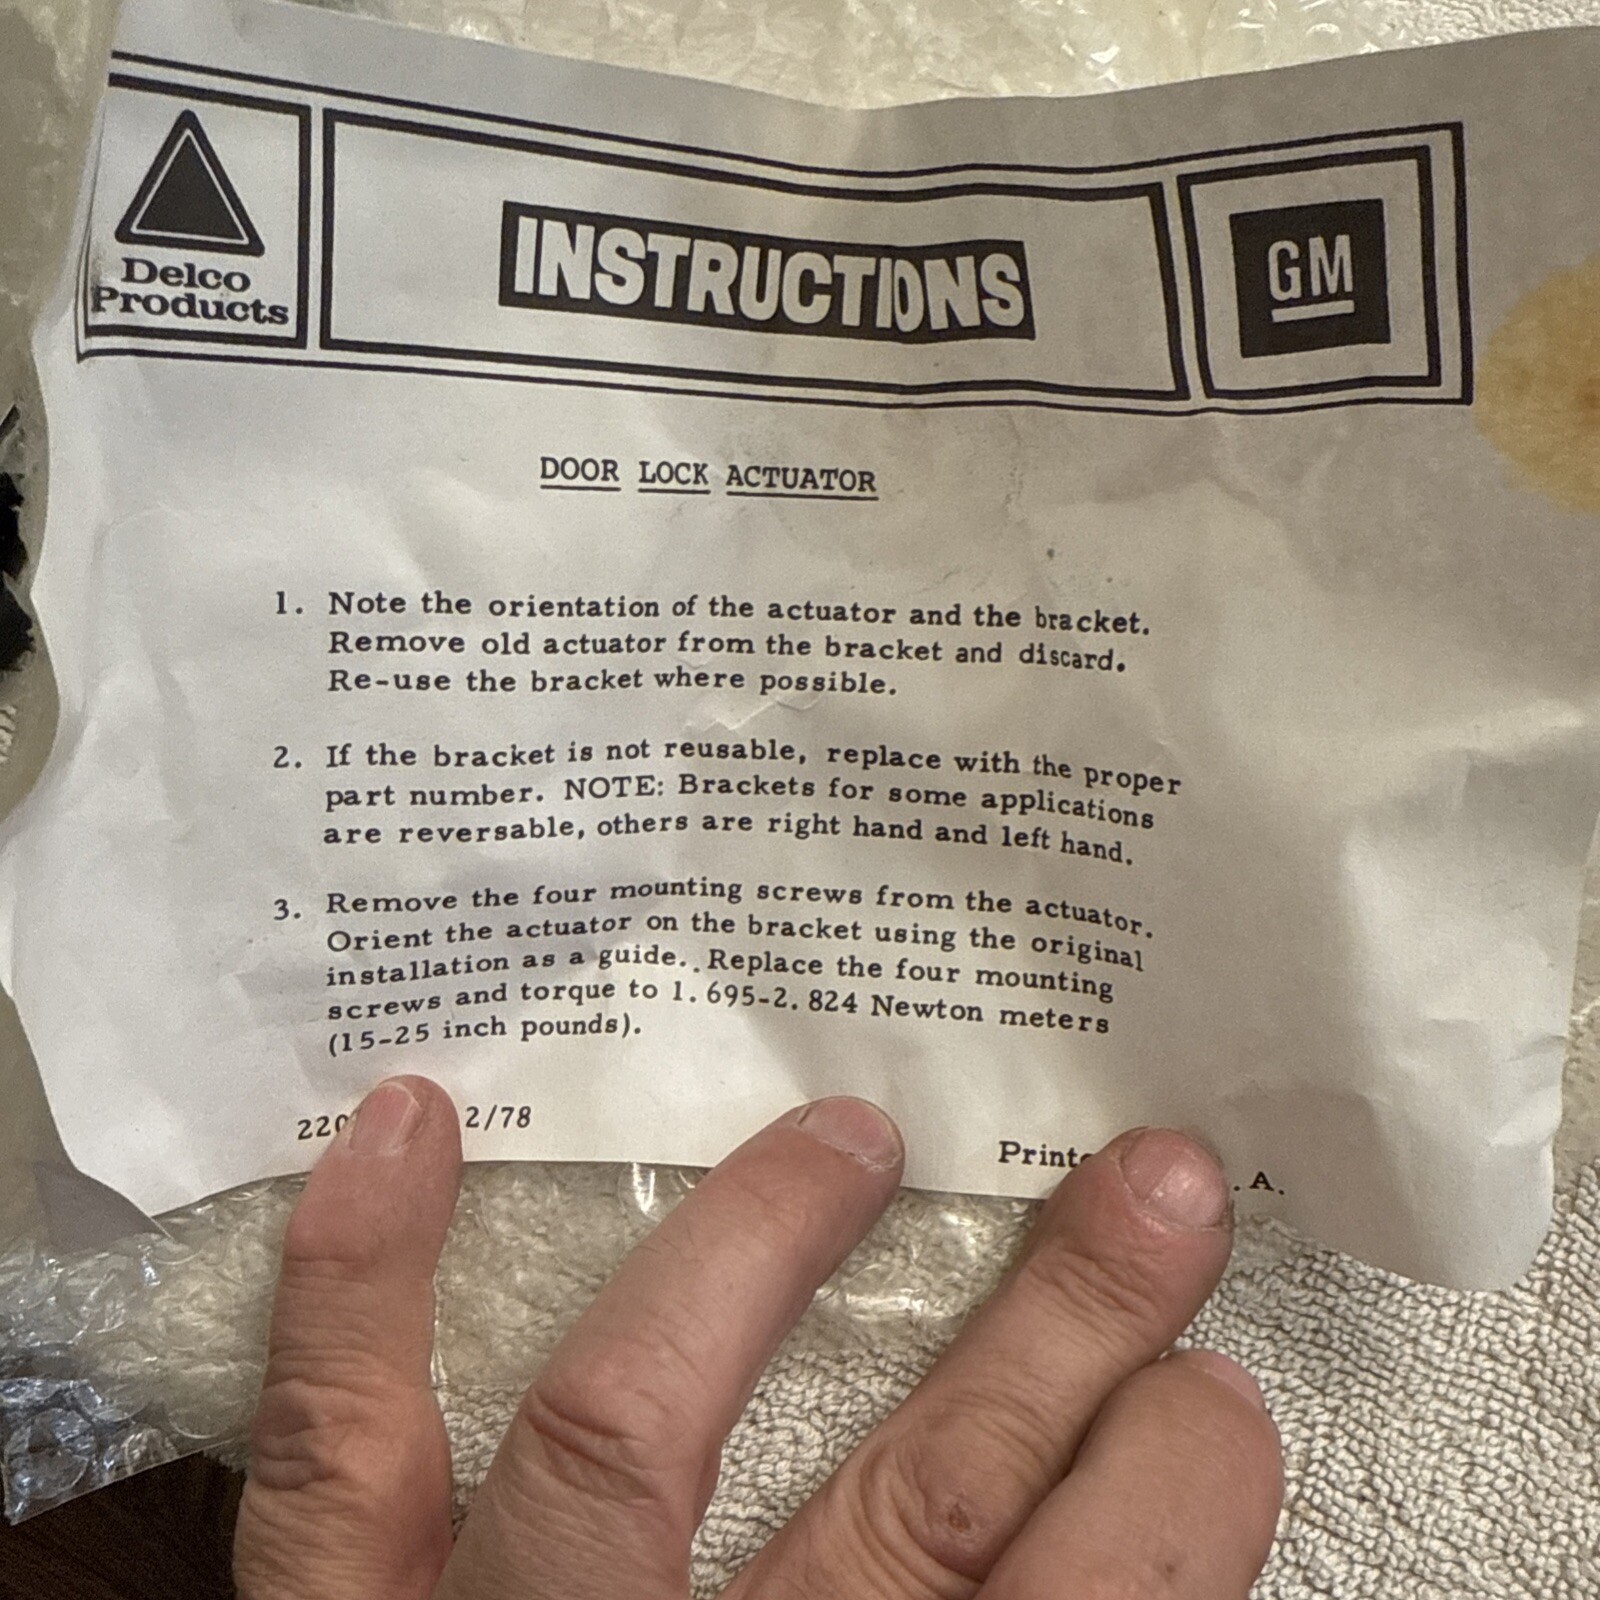 Delco
Products
INSTRUCTIONS
GM
DOOR LOCK ACTUATOR
1. Note the orientation of the actuator and the bracket.
Remove old actuator from the bracket and discard.
Re-use the bracket where possible.
2. If the bracket is not reusable, replace with the proper
part number. NOTE: Brackets for some applications
are reversable, others are right hand and left hand.
3. Remove the four mounting screws from the actuator.
Orient the actuator on the bracket using the original
installation as a guide. Replace the four mounting
screws and torque to 1.695-2.824 Newton meters
(15-25 inch pounds).
2/78